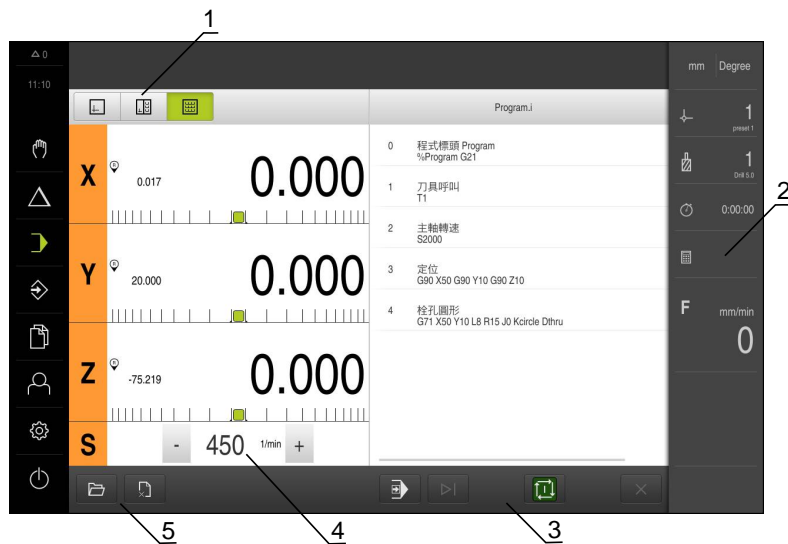 1
0
11:10
mm Degree
Program.i
1
preset 1
1
Drill 5.0
0:00:00
2
F mm/min
0
X R 0.017 0.000
Y R 20.000 0.000
Z R -75.219 0.000
S - 450 1/min +
0 程式標頭 Program
%Program G21
1 刀具呼叫
T1
2 主軸轉速
S2000
3 定位
G90 X50 G90 Y10 G90 Z10
4 栓孔圓形
G71 X50 Y10 L8 R15 J0 Kcircle Dthru
5
4
3